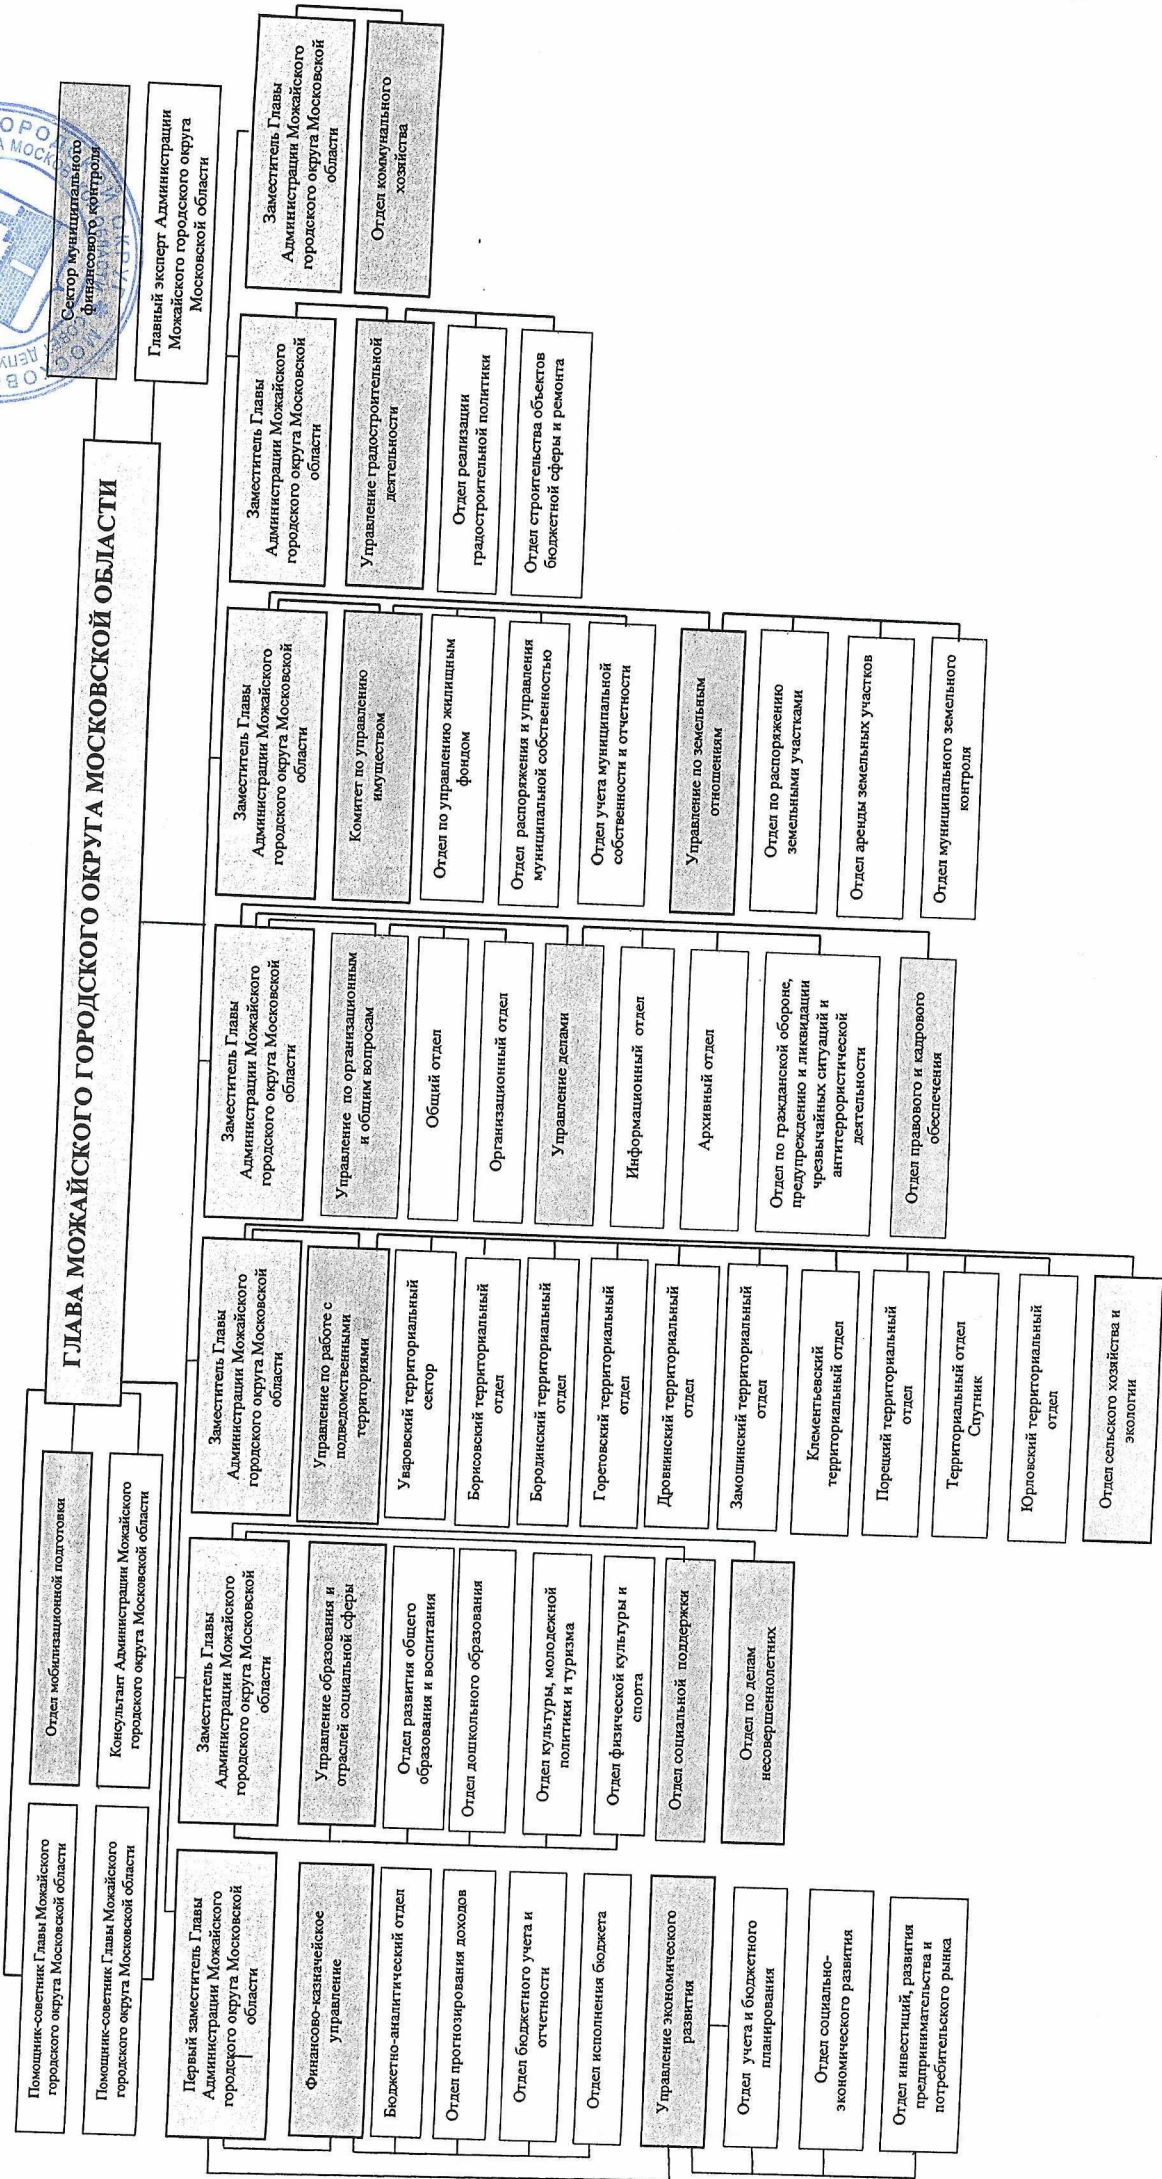 ГЛАВА МОЖАЙСКОГО ГОРОДСКОГО ОКРУГА МОСКОВСКОЙ ОБЛАСТИ
Помощник-советник Главы Можайского
городского округа Московской области
Помощник-советник Главы Можайского
городского округа Московской области
Отдел мобилизационной подготовки
Консультант Администрации Можайского
городского округа Московской области
Сектор муниципального
финансового контроля
Главный эксперт Администрации
Можайского городского округа
Московской области
Первый заместитель Главы
Администрации Можайского
городского округа Московской
области
Финансово-казначейское
управление
Бюджетно-аналитический отдел
Отдел прогнозирования доходов
Отдел бюджетного учета и
отчетности
Отдел исполнения бюджета
Управление экономического
развития
Отдел учета и бюджетного
планирования
Отдел социально-
экономического развития
Отдел инвестиций, развития
предпринимательства и
потребительского рынка
Заместитель Главы
Администрации Можайского
городского округа Московской
области
Управление образования и
отраслей социальной сферы
Отдел развития общего
образования и воспитания
Отдел дошкольного образования
Отдел культуры, молодежной
политики и туризма
Отдел физической культуры и
спорта
Отдел социальной поддержки
Отдел по делам
несовершеннолетних
Заместитель Главы
Администрации Можайского
городского округа Московской
области
Управление по работе с
подведомственными
территориями
Уваровский территориальный
сектор
Борисовский территориальный
отдел
Бородинский территориальный
отдел
Горетовский территориальный
отдел
Дровнинский территориальный
отдел
Замошинский территориальный
отдел
Клементьевский
территориальный отдел
Порецкий территориальный
отдел
Территориальный отдел
Спутник
Юрловский территориальный
отдел
Отдел сельского хозяйства и
экологии
Заместитель Главы
Администрации Можайского
городского округа Московской
области
Управление по организационным
и общим вопросам
Общий отдел
Организационный отдел
Управление делами
Информационный отдел
Архивный отдел
Отдел по гражданской обороне,
предупреждению и ликвидации
чрезвычайных ситуаций и
антитеррористической
деятельности
Отдел правового и кадрового
обеспечения
Заместитель Главы
Администрации Можайского
городского округа Московской
области
Комитет по управлению
имуществом
Отдел по управлению жилищным
фондом
Отдел распоряжения и управления
муниципальной собственностью
Отдел учета муниципальной
собственности и отчетности
Управление по земельным
отношениям
Отдел по распоряжению
земельными участками
Отдел аренды земельных участков
Отдел муниципального земельного
контроля
Заместитель Главы
Администрации Можайского
городского округа Московской
области
Управление градостроительной
деятельности
Отдел реализации
градостроительной политики
Отдел строительства объектов
бюджетной сферы и ремонта
Заместитель Главы
Администрации Можайского
городского округа Московской
области
Отдел коммунального
хозяйства